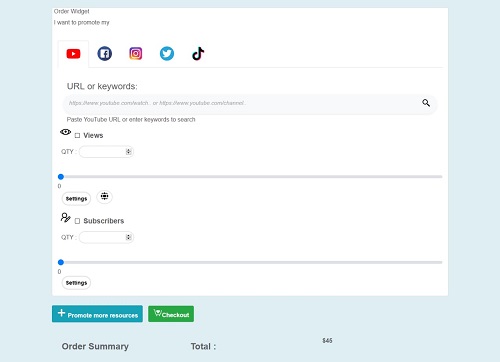 Order Widget
I want to promote my
URL or keywords:
https://www.youtube.com/watch.. or https://www.youtube.com/channel.
Paste YouTube URL or enter keywords to search
Views
QTY :
0
Settings
Subscribers
QTY :
0
Settings
Promote more resources
Checkout
Order Summary Total : $45